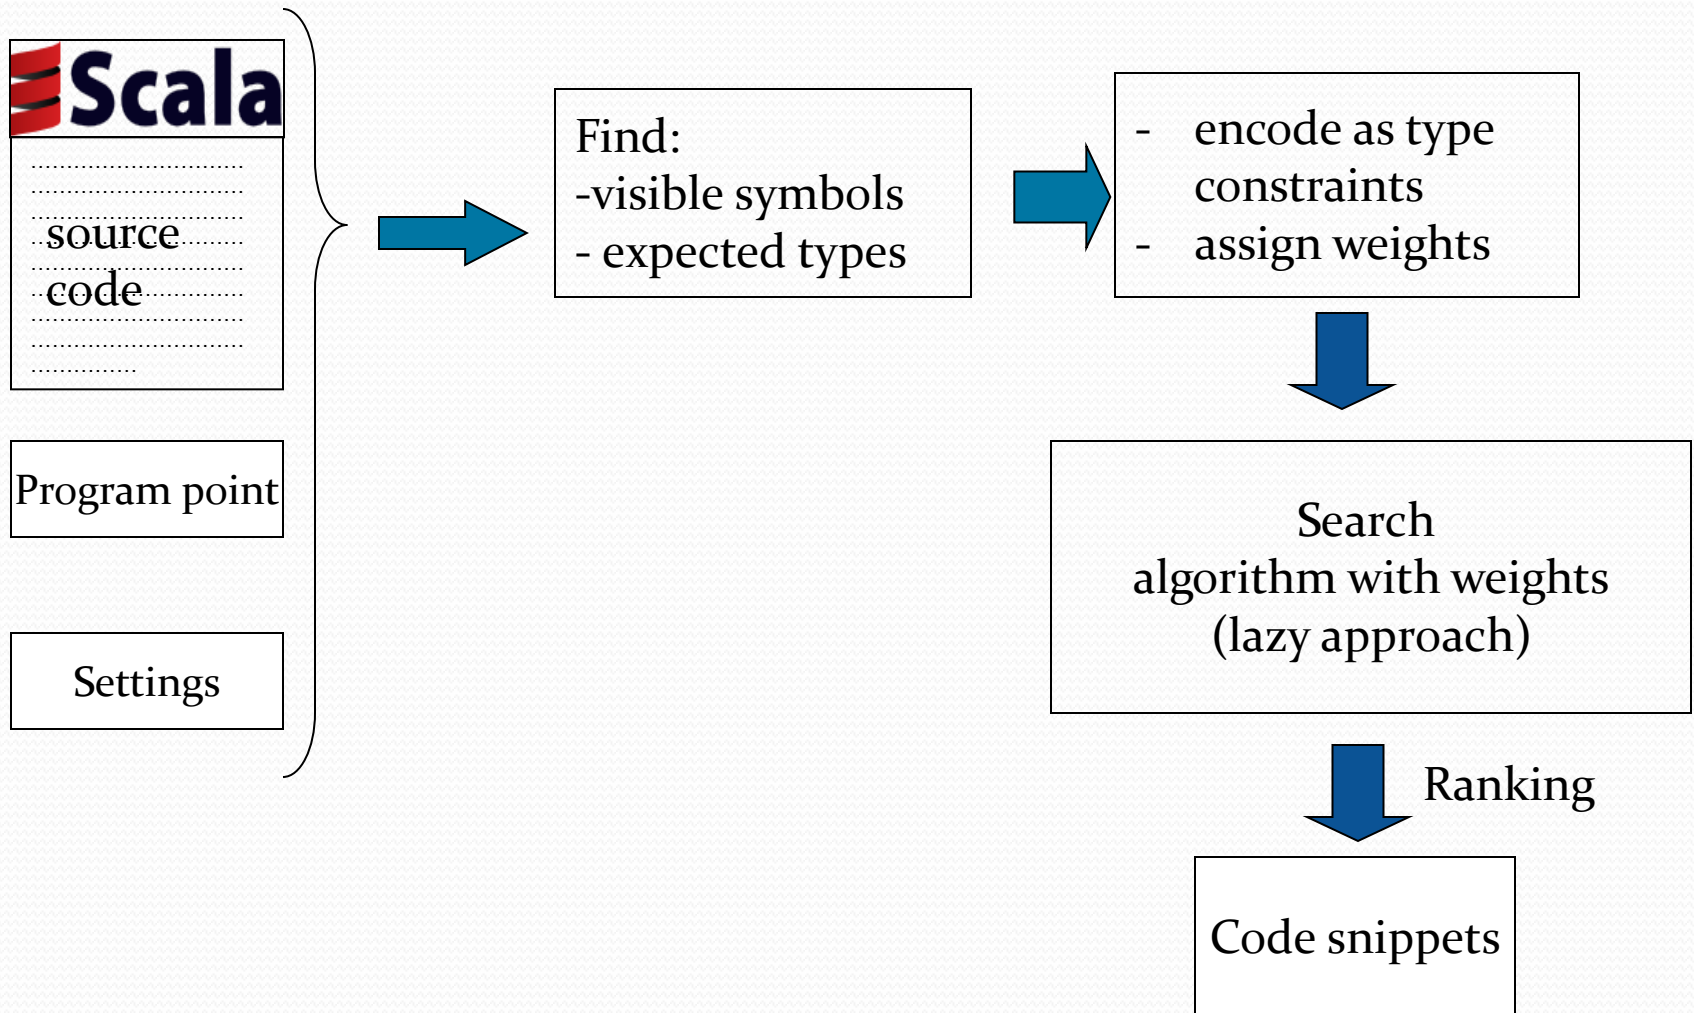 Scala
source
code
Program point
Settings
Find:
-visible symbols
- expected types
- encode as type
constraints
- assign weights
Search
algorithm with weights
(lazy approach)
Ranking
Code snippets